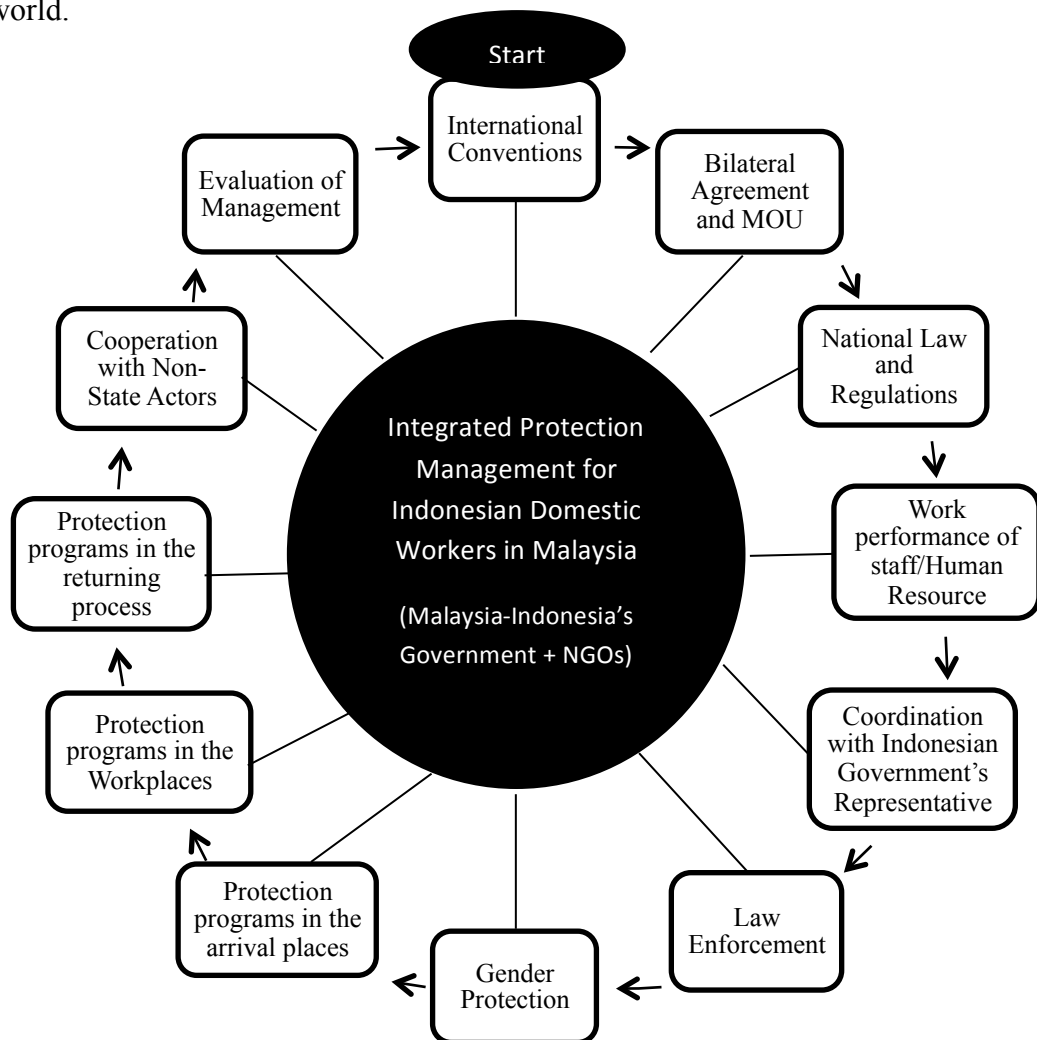 world.
Start
International
Conventions
Bilateral
Agreement
and MOU
National Law
and
Regulations
Work
performance of
staff/Human
Resource
Coordination
with Indonesian
Government’s
Representative
Law
Enforcement
Gender
Protection
Protection
programs in the
arrival places
Protection
programs in the
Workplaces
Protection
programs in the
returning
process
Cooperation
with Non-
State Actors
Evaluation of
Management
Integrated Protection
Management for
Indonesian Domestic
Workers in Malaysia
(Malaysia-Indonesia’s
Government + NGOs)